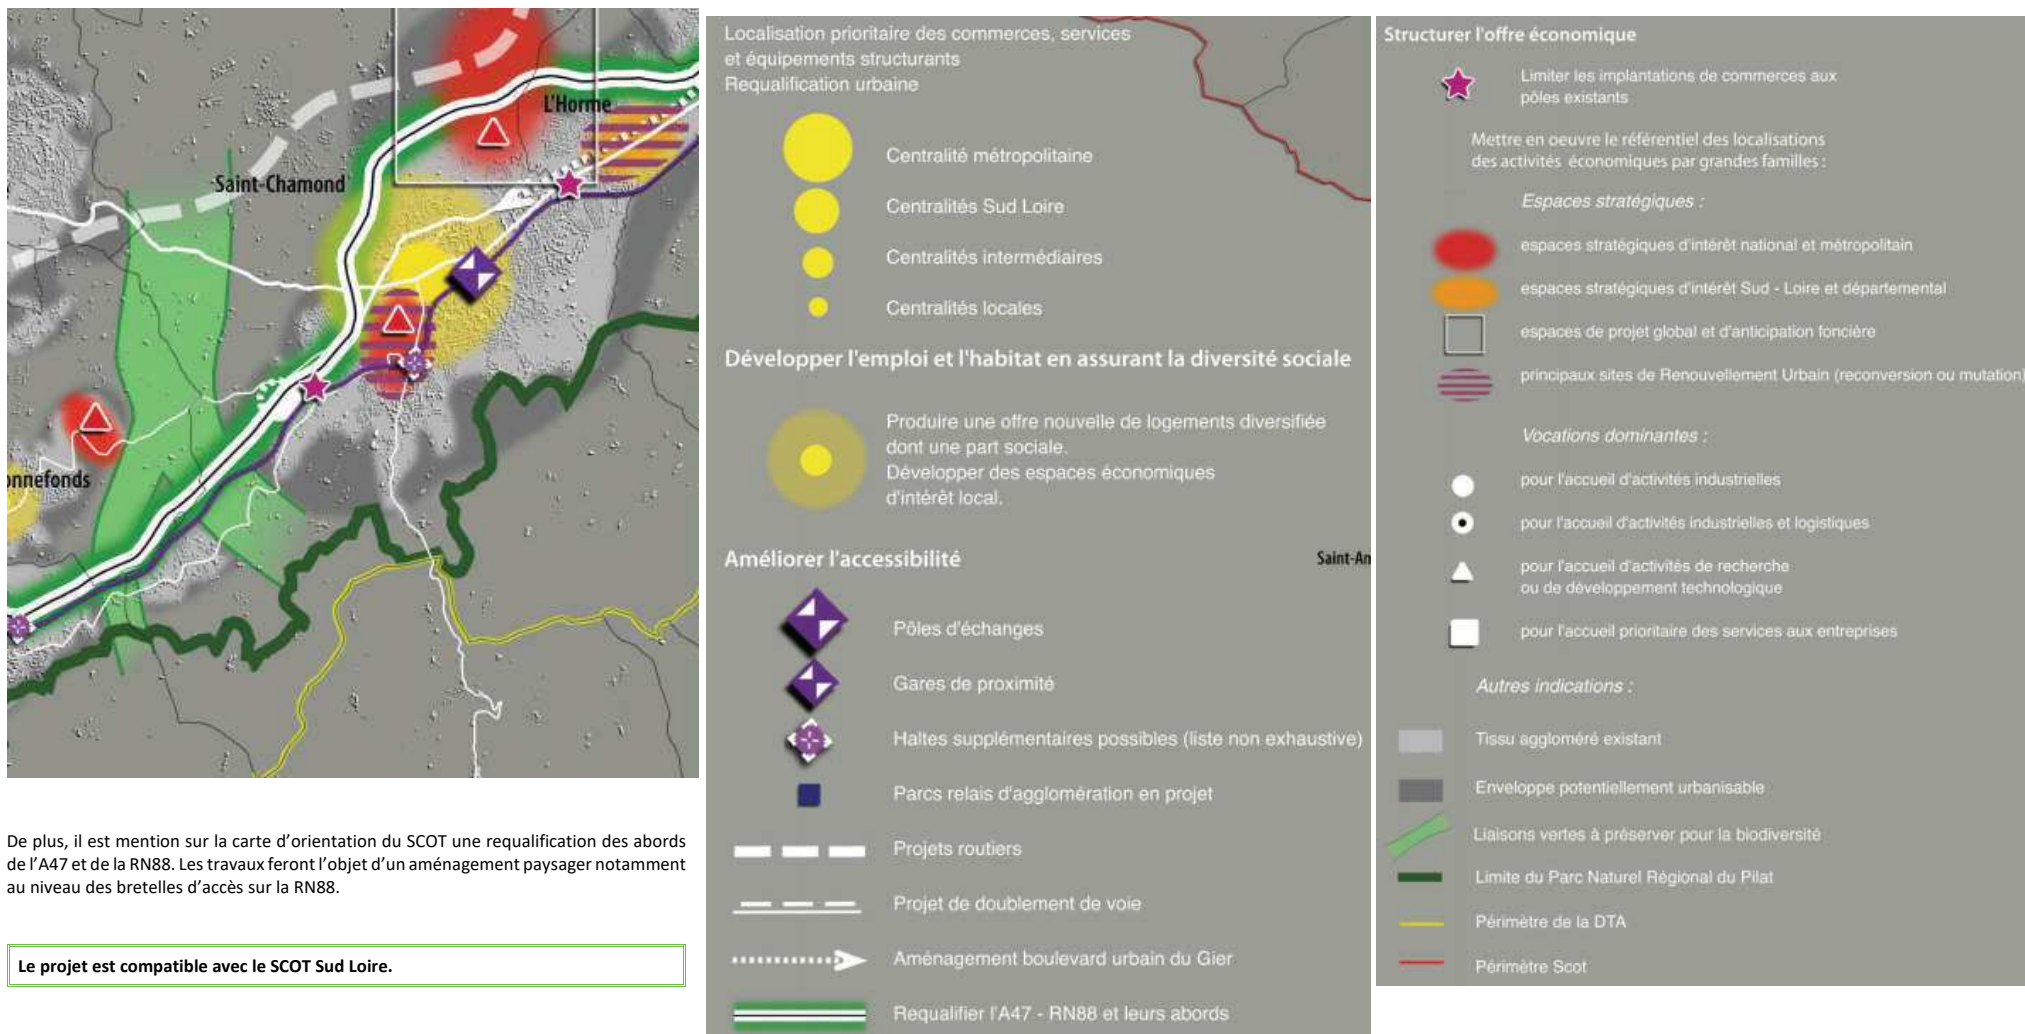 L'Horme
Saint-Chamond
onnefonds
De plus, il est mention sur la carte d’orientation du SCOT une requalification des abords
de l’A47 et de la RN88. Les travaux feront l’objet d’un aménagement paysager notamment
au niveau des bretelles d’accès sur la RN88.
Le projet est compatible avec le SCOT Sud Loire.
Localisation prioritaire des commerces, services
et équipements structurants
Requalification urbaine
Centralité métropolitaine
Centralités Sud Loire
Centralités intermédiaires
Centralités locales
Développer l'emploi et l'habitat en assurant la diversité sociale
Produire une offre nouvelle de logements diversifiée
dont une part sociale.
Développer des espaces économiques
d'intérêt local.
Améliorer l'accessibilité
Saint-An
Pôles d'échanges
Gares de proximité
Haltes supplémentaires possibles (liste non exhaustive)
Parcs relais d'agglomération en projet
Projets routiers
Projet de doublement de voie
Aménagement boulevard urbain du Gier
Requalifier l'A47 - RN88 et leurs abords
Structurer l'offre économique
Limiter les implantations de commerces aux
pôles existants
Mettre en oeuvre le référentiel des localisations
des activités économiques par grandes familles :
Espaces stratégiques :
espaces stratégiques d'intérêt national et métropolitain
espaces stratégiques d'intérêt Sud - Loire et départemental
espaces de projet global et d'anticipation foncière
principaux sites de Renouvellement Urbain (reconversion ou mutation)
Vocations dominantes :
pour l'accueil d'activités industrielles
pour l'accueil d'activités industrielles et logistiques
pour l'accueil d'activités de recherche
ou de développement technologique
pour l'accueil prioritaire des services aux entreprises
Autres indications :
Tissu aggloméré existant
Enveloppe potentiellement urbanisable
Liaisons vertes à préserver pour la biodiversité
Limite du Parc Naturel Régional du Pilat
Périmètre de la DTA
Périmètre Scot